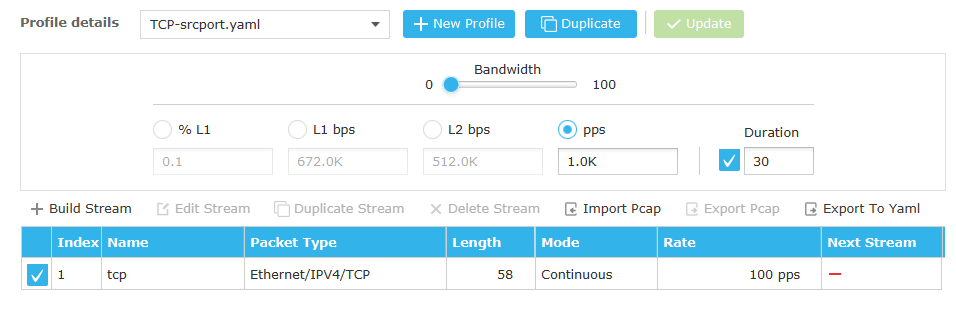 Profile details TCP-srcport.yaml New Profile Duplicate Update
Bandwidth
0 100
% L1 L1 bps L2 bps pps Duration
0.1 672.0K 512.0K 1.0K 30
Build Stream Edit Stream Duplicate Stream Delete Stream Import Pcap Export Pcap Export To Yaml
Index Name Packet Type Length Mode Rate Next Stream
1 tcp Ethernet/IPV4/TCP 58 Continuous 100 pps